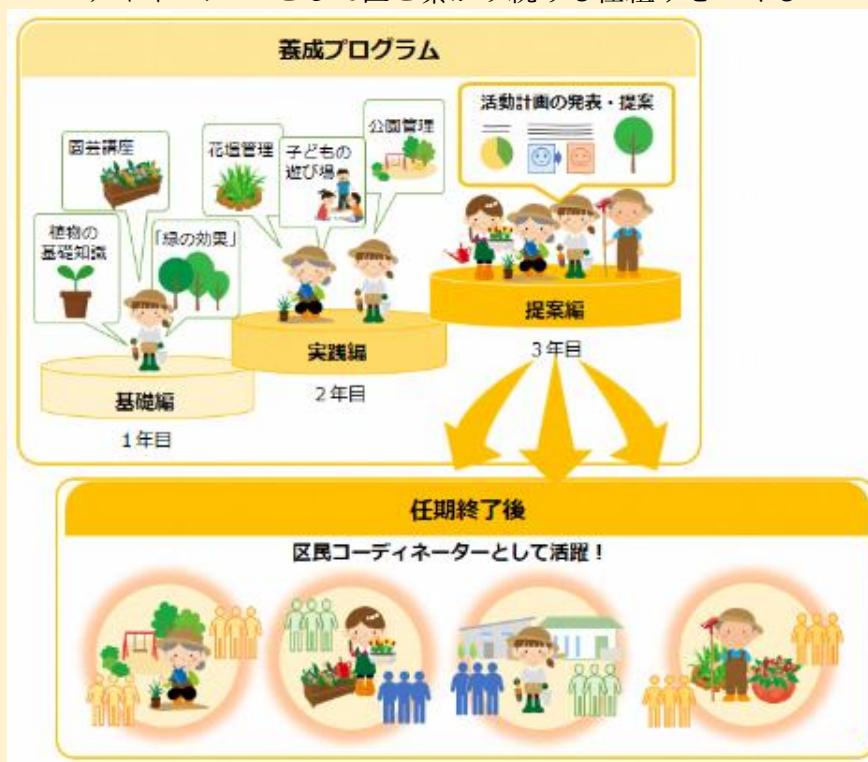 養成プログラム
活動計画の発表・提案
公園管理
園芸講座
花壇管理
子どもの
遊び場
植物の
基礎知識
「緑の効果」
提案編
3年目
実践編
2年目
基礎編
1年目
任期終了後
区民コーディネーターとして活躍!